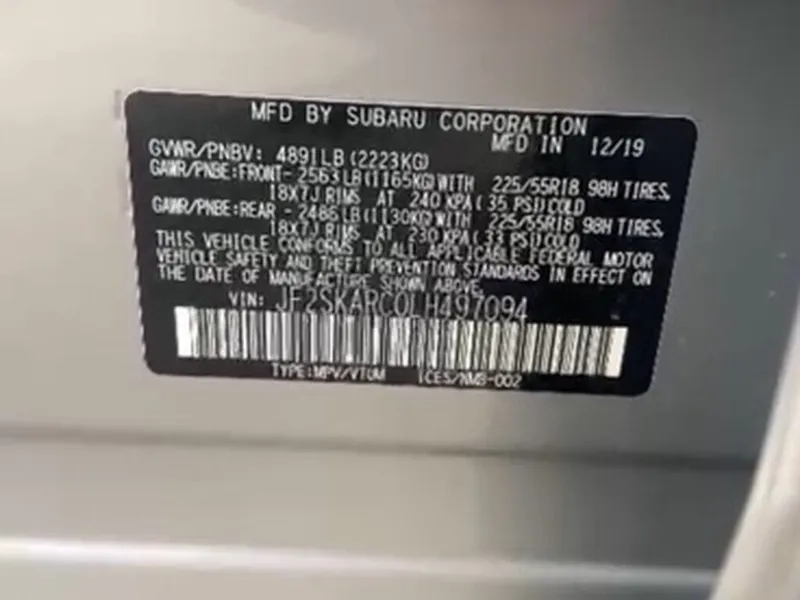 MFD BY SUBARU CORPORATION
MFD IN 12/19
GVWR/PNBV: 4891LB(2223KG)
GAWR/PNBE:FRONT- 2563LB(1165KG)WITH 225/55R18 98H TIRES,
18X7J RIMS AT 240 KPA( 35 PSI)COLD
GAWR/PNBE:REAR - 2486LB(1130KG)WITH 225/55R18 98H TIRES,
18X7J RIMS AT 230 KPA( 33 PSI)COLD
THIS VEHICLE CONFORMS TO ALL APPLICABLE FEDERAL MOTOR
VEHICLE SAFETY AND THEFT PREVENTION STANDARDS IN EFFECT ON
THE DATE OF MANUFACTURE SHOWN ABOVE.
VIN: JF2SKARC0LH497094
TYPE:MPV/VTUM ICES/NMB-002